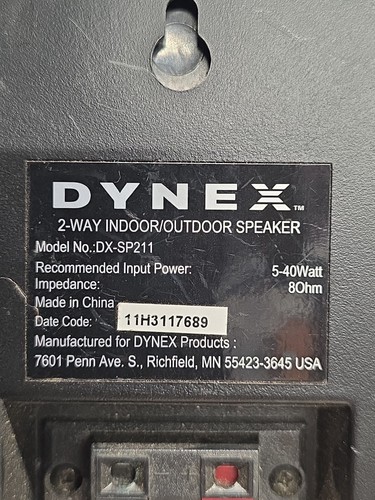 DYNEX™
2-WAY INDOOR/OUTDOOR SPEAKER
Model No.:DX-SP211
Recommended Input Power: 5-40Watt
Impedance: 8Ohm
Made in China
Date Code: 11H3117689
Manufactured for DYNEX Products :
7601 Penn Ave. S., Richfield, MN 55423-3645 USA